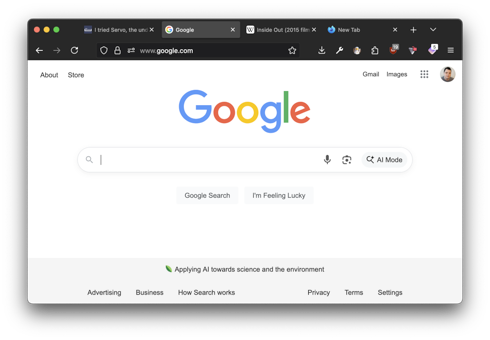 I tried Servo, the un
Google
W Inside Out (2015 film
New Tab
www.google.com
About Store Gmail Images
Google
AI Mode
Google Search I'm Feeling Lucky
Applying AI towards science and the environment
Advertising Business How Search works Privacy Terms Settings